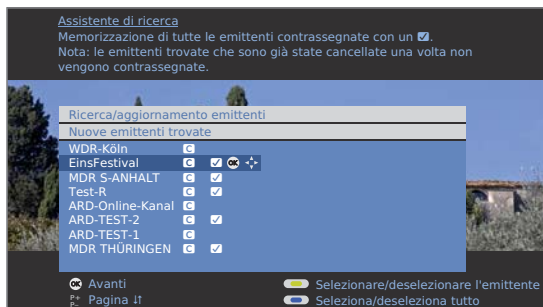 Assistente di ricerca
Memorizzazione di tutte le emittenti contrassegnate con un ☑.
Nota: le emittenti trovate che sono già state cancellate una volta non
vengono contrassegnate.
Ricerca/aggiornamento emittenti
Nuove emittenti trovate
WDR-Köln C
EinsFestival C ☑ OK
MDR S-ANHALT C ☑
Test-R C ☑
ARD-Online-Kanal C
ARD-TEST-2 C ☑
ARD-TEST-1 C
MDR THÜRINGEN C ☑
OK Avanti
Selezionare/deselezionare l'emittente
P+ P– Pagina ↓↑
Seleziona/deseleziona tutto